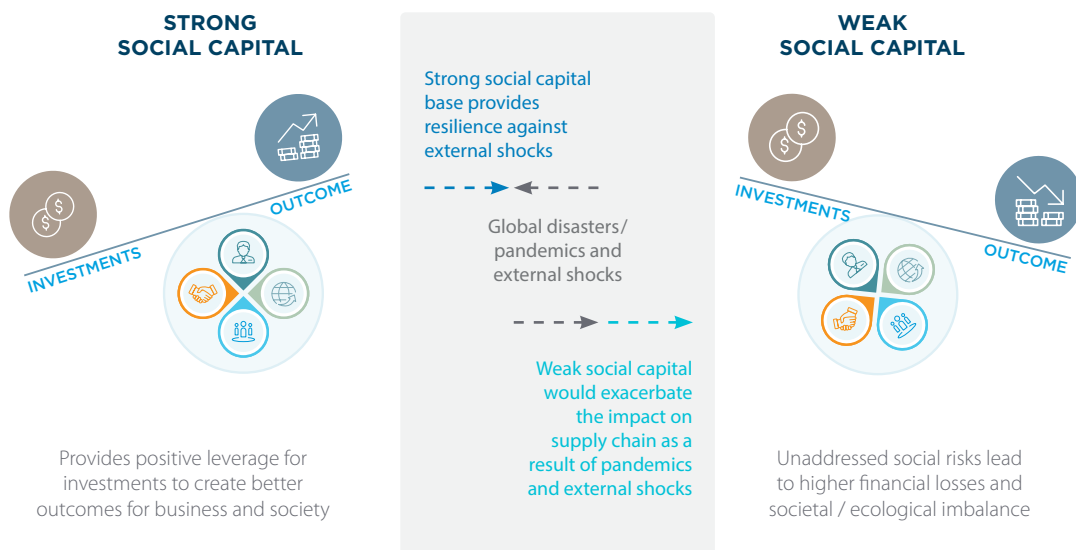 STRONG
SOCIAL CAPITAL
OUTCOME
INVESTMENTS
$
$
Provides positive leverage for
investments to create better
outcomes for business and society
Strong social capital
base provides
resilience against
external shocks
Global disasters/
pandemics and
external shocks
Weak social capital
would exacerbate
the impact on
supply chain as a
result of pandemics
and external shocks
WEAK
SOCIAL CAPITAL
$
$
INVESTMENTS
OUTCOME
Unaddressed social risks lead
to higher financial losses and
societal / ecological imbalance